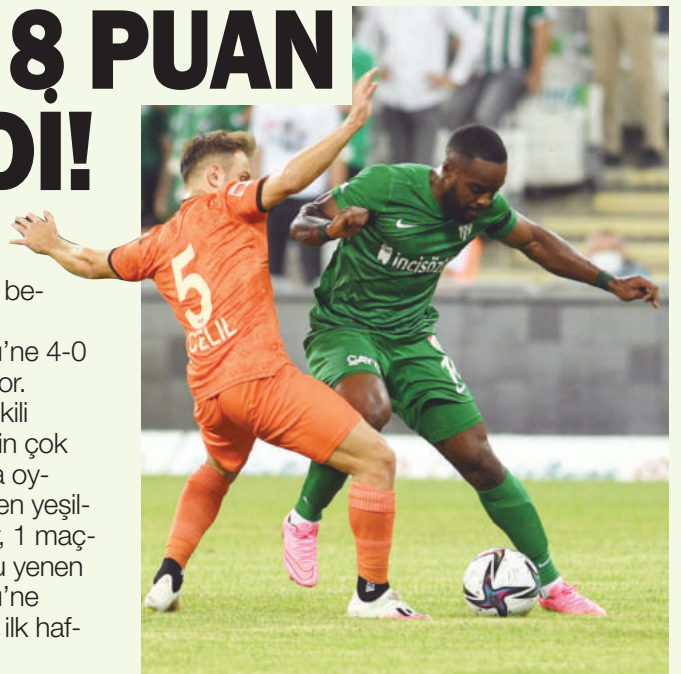 8 PUAN
Dİ!
be-
’ne 4-0
or.
kili
in çok
a oy-
en yeşil-
, 1 maç-
u yenen
’ne
ilk haf-
5
CELİL
incisözl